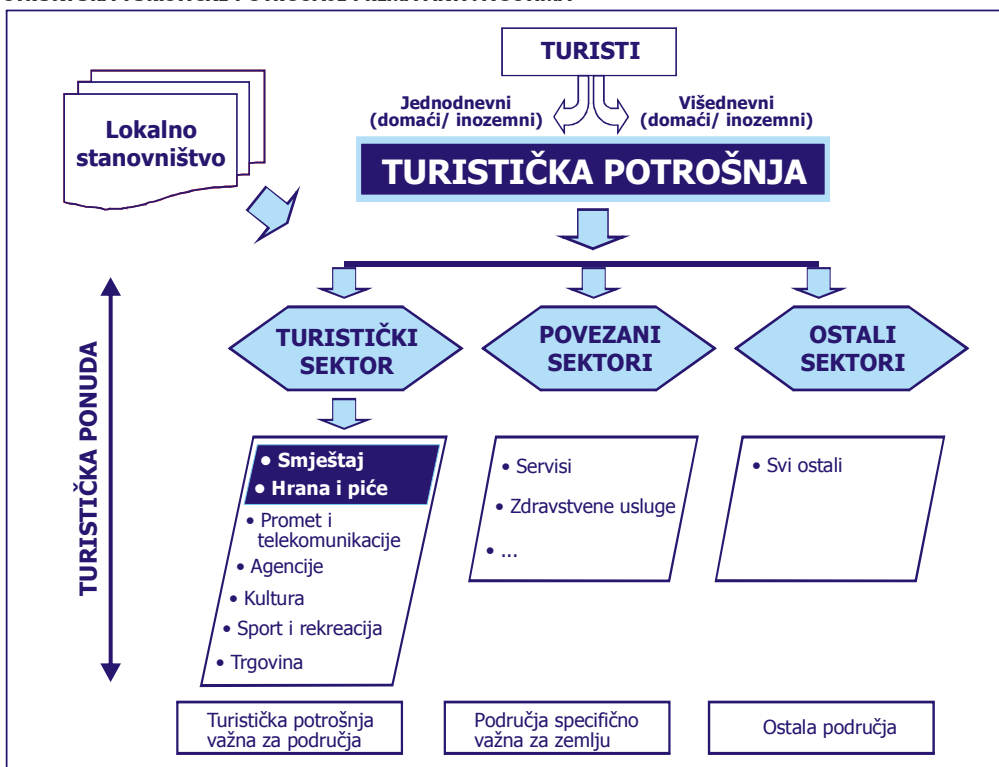 TURISTI
Jednodnevni
(domaći/ inozemni)
Višednevni
(domaći/ inozemni)
Lokalno
stanovništvo
TURISTIČKA POTROŠNJA
TURISTIČKA PONUDA
TURISTIČKI
SEKTOR
POVEZANI
SEKTORI
OSTALI
SEKTORI
• Smještaj
• Hrana i piće
• Promet i
telekomunikacije
• Agencije
• Kultura
• Sport i rekreacija
• Trgovina
• Servisi
• Zdravstvene usluge
• ...
• Svi ostali
Turistička potrošnja
važna za područja
Područja specifično
važna za zemlju
Ostala područja